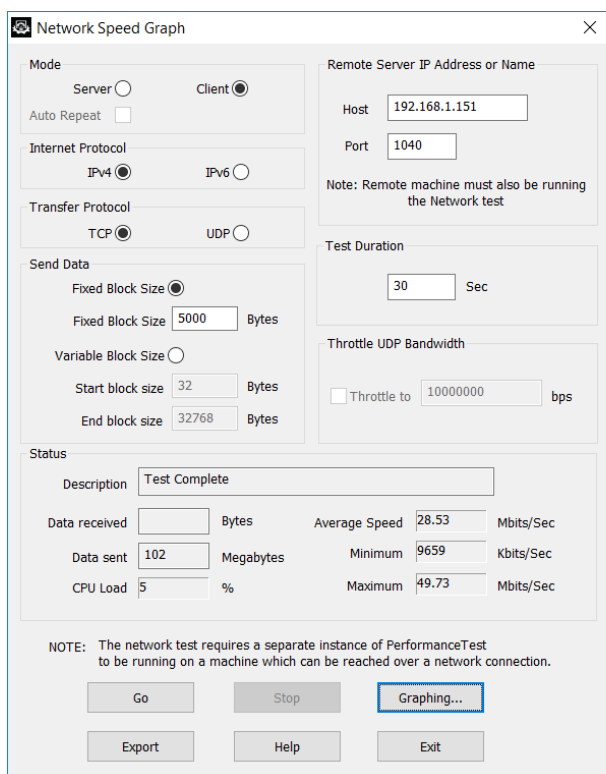 Network Speed Graph
Mode
Server Client
Auto Repeat
Internet Protocol
IPv4 IPv6
Transfer Protocol
TCP UDP
Send Data
Fixed Block Size
Fixed Block Size 5000 Bytes
Variable Block Size
Start block size 32 Bytes
End block size 32768 Bytes
Remote Server IP Address or Name
Host 192.168.1.151
Port 1040
Note: Remote machine must also be running
the Network test
Test Duration
30 Sec
Throttle UDP Bandwidth
Throttle to 10000000 bps
Status
Description Test Complete
Data received Bytes Average Speed 28.53 Mbits/Sec
Data sent 102 Megabytes Minimum 9659 Kbits/Sec
CPU Load 5 % Maximum 49.73 Mbits/Sec
NOTE: The network test requires a separate instance of PerformanceTest
to be running on a machine which can be reached over a network connection.
Go Stop Graphing...
Export Help Exit